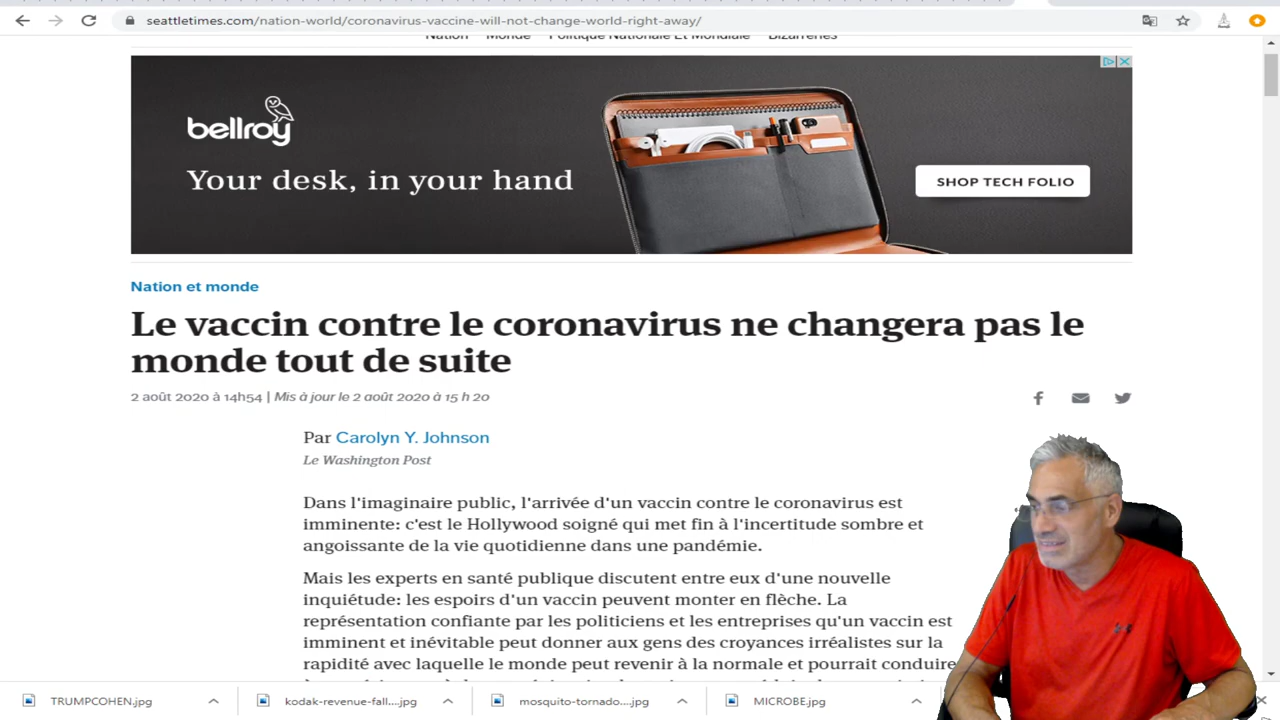 seattletimes.com/nation-world/coronavirus-vaccine-will-not-change-world-right-away/
Nation Monde Politique Nationale Et Mondiale Bizarreries
bellroy
Your desk, in your hand
SHOP TECH FOLIO
Nation et monde
Le vaccin contre le coronavirus ne changera pas le
monde tout de suite
2 août 2020 à 14h54 | Mis à jour le 2 août 2020 à 15 h 20
Par Carolyn Y. Johnson
Le Washington Post
Dans l'imaginaire public, l'arrivée d'un vaccin contre le coronavirus est
imminente: c'est le Hollywood soigné qui met fin à l'incertitude sombre et
angoissante de la vie quotidienne dans une pandémie.
Mais les experts en santé publique discutent entre eux d'une nouvelle
inquiétude: les espoirs d'un vaccin peuvent monter en flèche. La
représentation confiante par les politiciens et les entreprises qu'un vaccin est
imminent et inévitable peut donner aux gens des croyances irréalistes sur la
rapidité avec laquelle le monde peut revenir à la normale et pourrait conduire
TRUMPCOHEN.jpg
kodak-revenue-fall....jpg
mosquito-tornado....jpg
MICROBE.jpg